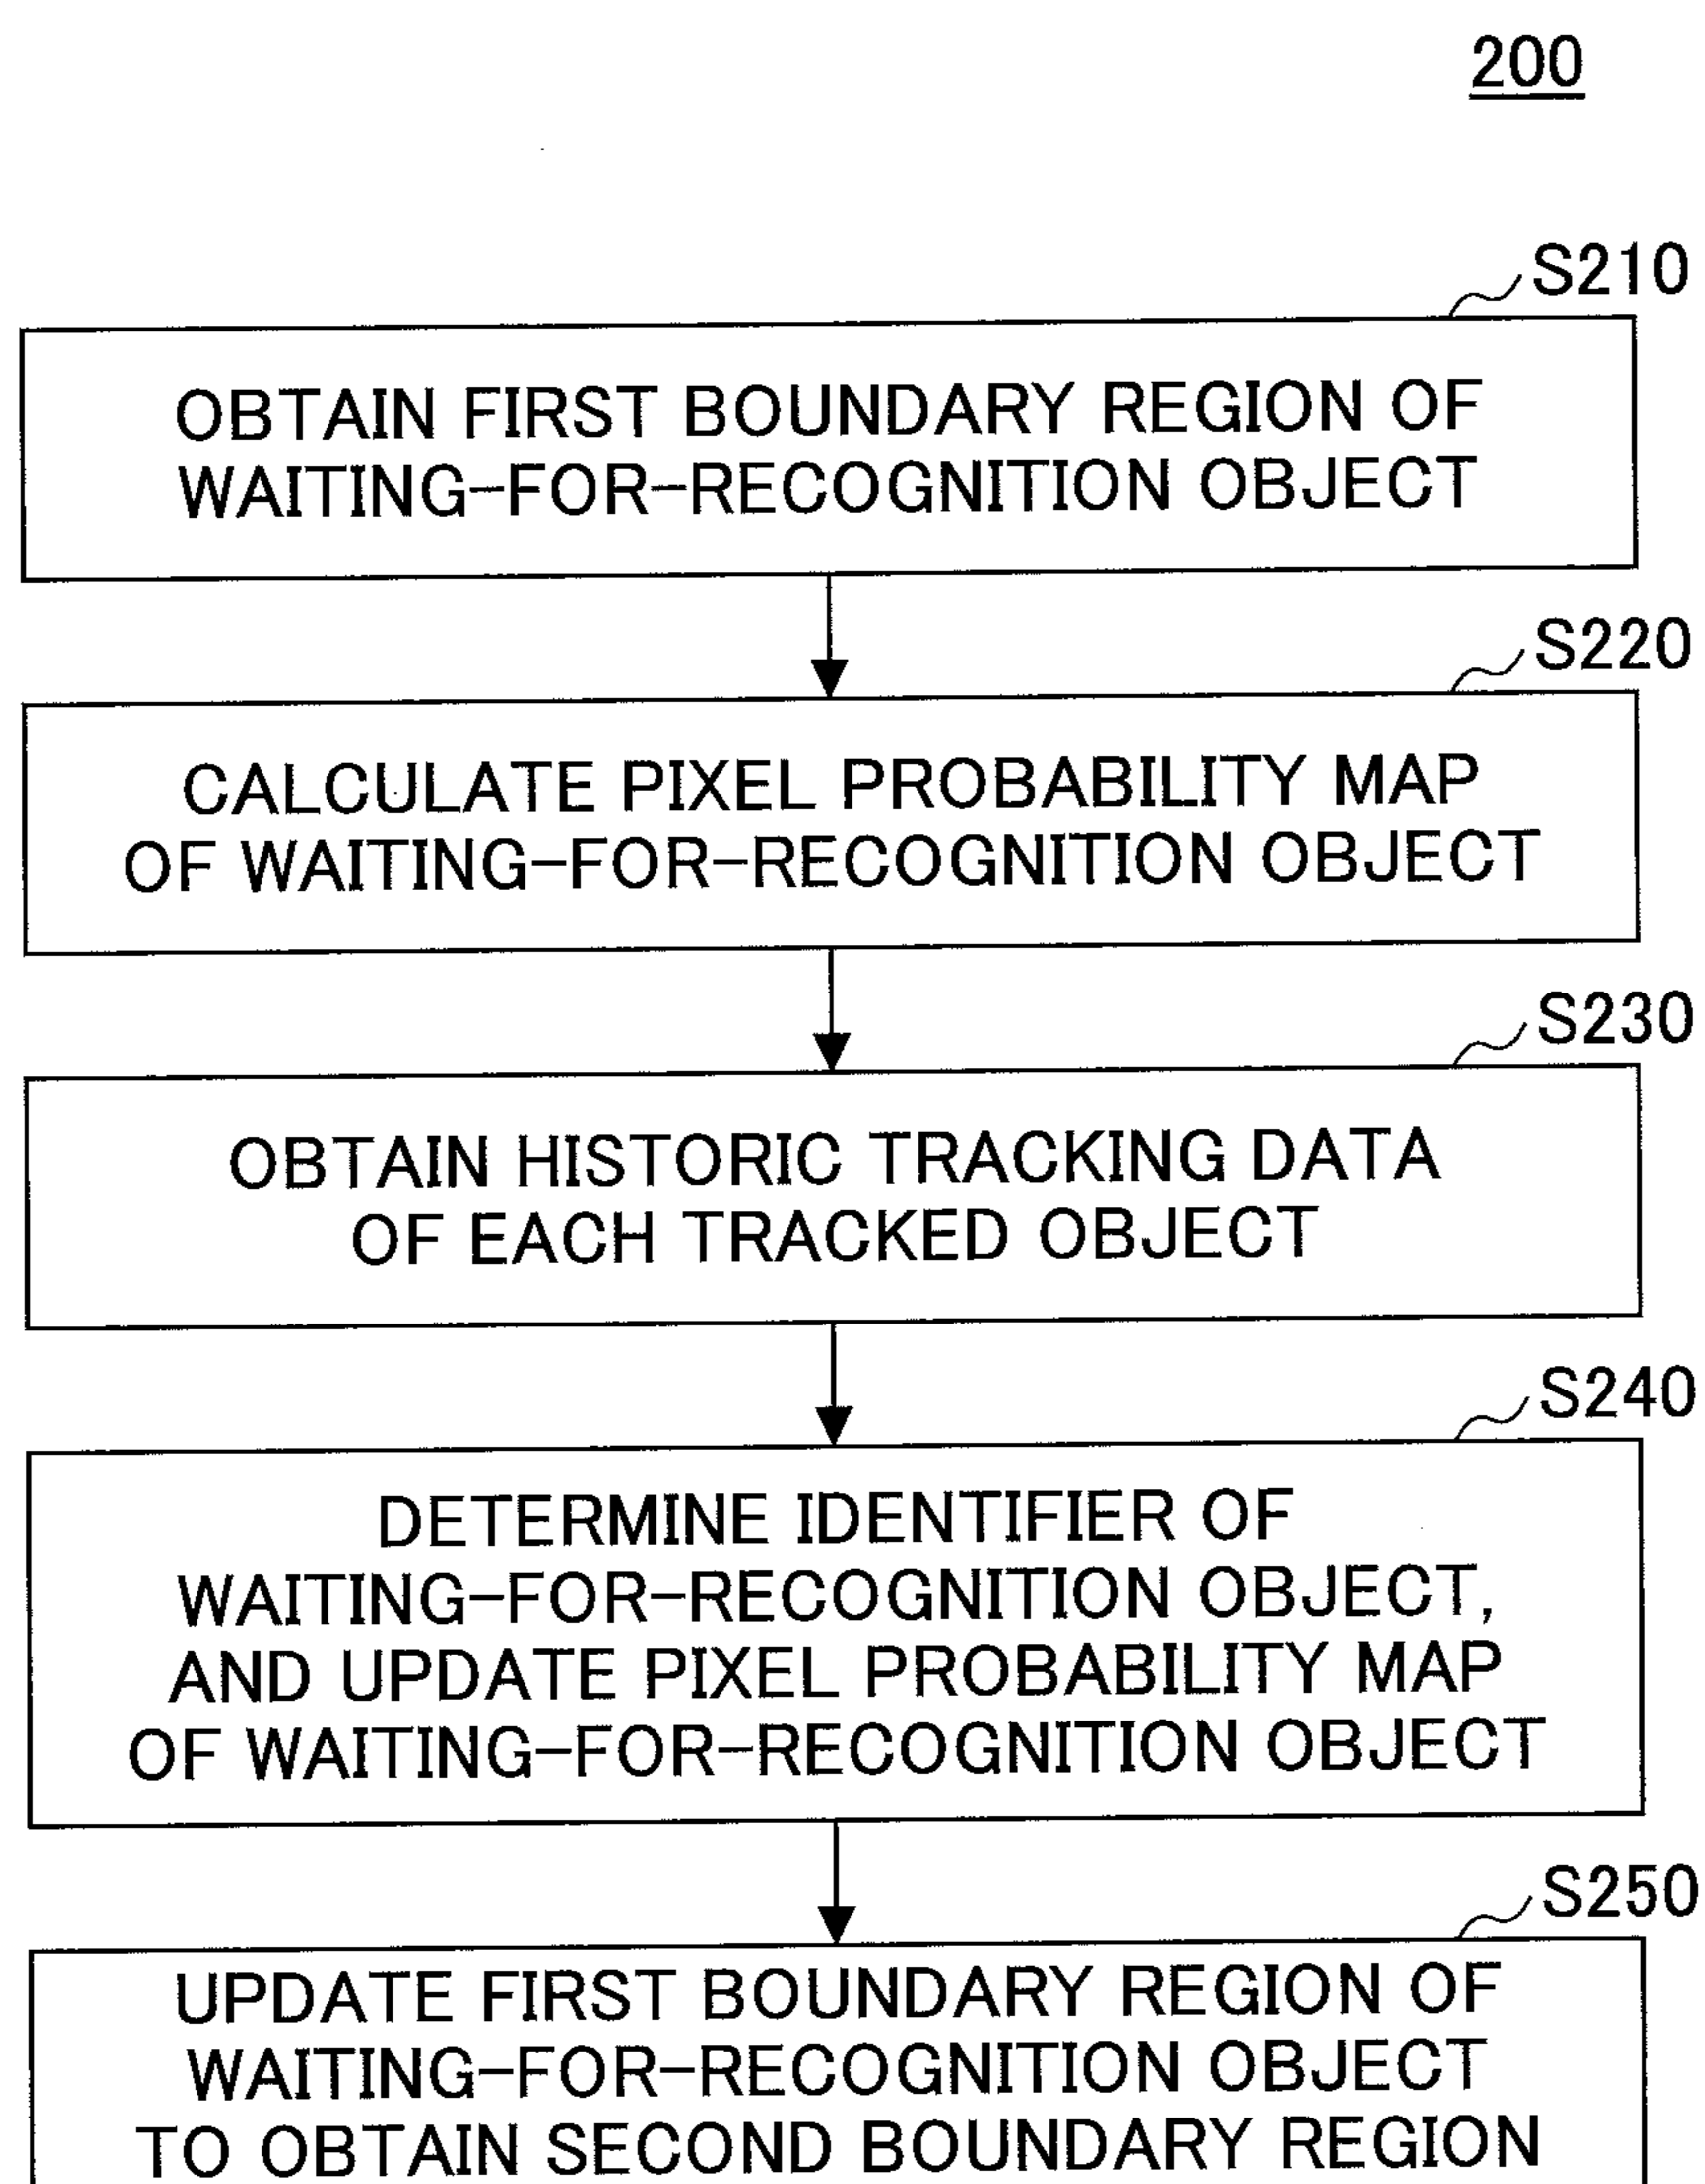 200
S210
OBTAIN FIRST BOUNDARY REGION OF
WAITING-FOR-RECOGNITION OBJECT
S220
CALCULATE PIXEL PROBABILITY MAP
OF WAITING-FOR-RECOGNITION OBJECT
S230
OBTAIN HISTORIC TRACKING DATA
OF EACH TRACKED OBJECT
S240
DETERMINE IDENTIFIER OF
WAITING-FOR-RECOGNITION OBJECT,
AND UPDATE PIXEL PROBABILITY MAP
OF WAITING-FOR-RECOGNITION OBJECT
S250
UPDATE FIRST BOUNDARY REGION OF
WAITING-FOR-RECOGNITION OBJECT
TO OBTAIN SECOND BOUNDARY REGION